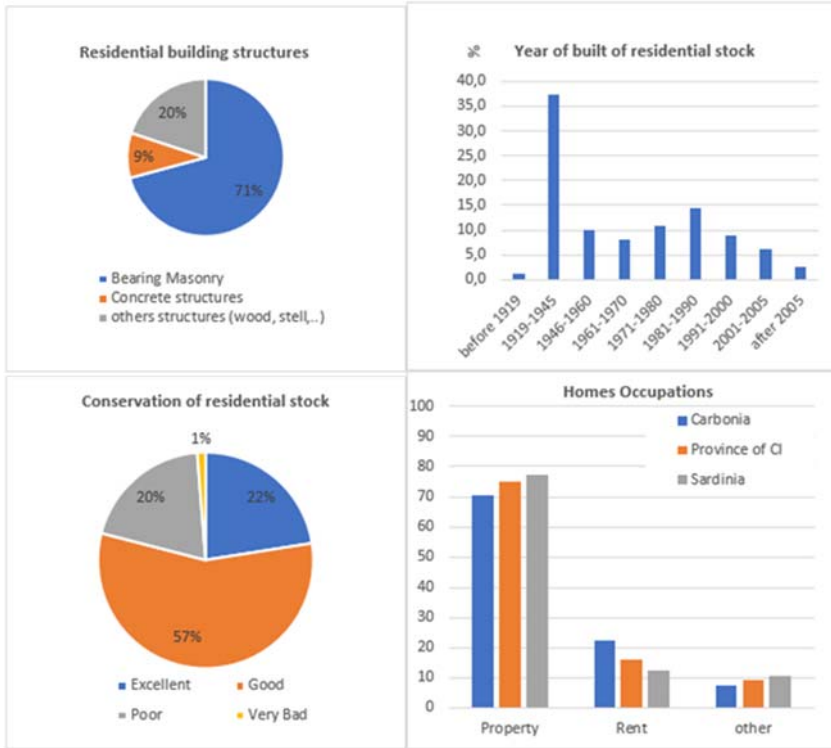 Residential building structures
20%
9%
71%
Bearing Masonry
Concrete structures
others structures (wood, stell,..)
% Year of built of residential stock
40,0
35,0
30,0
25,0
20,0
15,0
10,0
5,0
0,0
before 1919
1919-1945
1946-1960
1961-1970
1971-1980
1981-1990
1991-2000
2001-2005
after 2005
Conservation of residential stock
1%
20%
22%
57%
Excellent Good
Poor Very Bad
Homes Occupations
100
90
80
70
60
50
40
30
20
10
0
Carbonia
Province of CI
Sardinia
Property Rent other